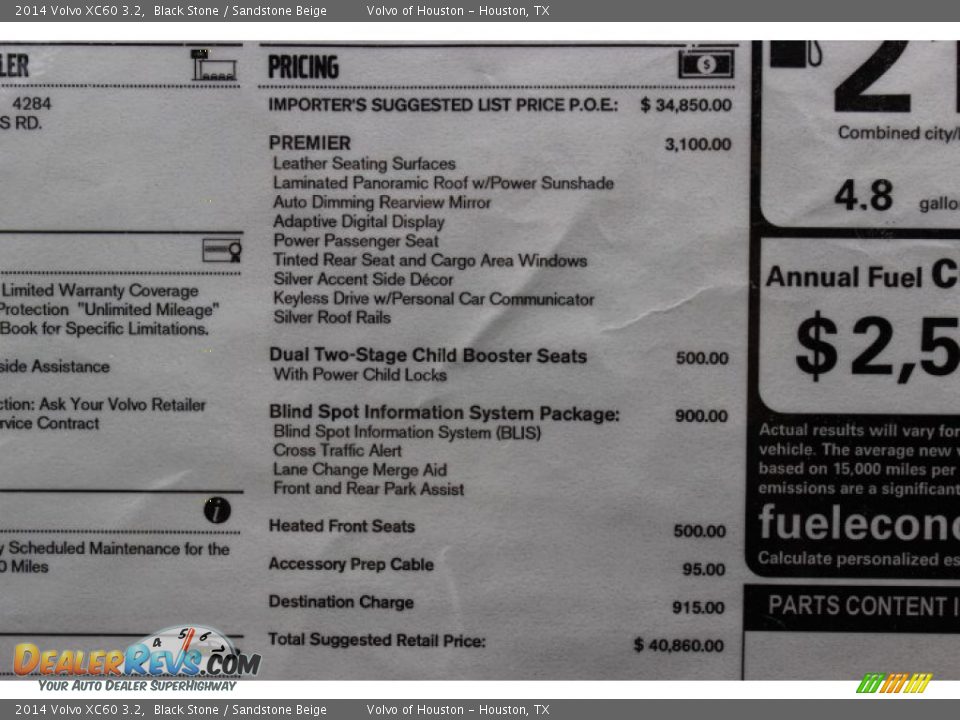 2014 Volvo XC60 3.2, Black Stone / Sandstone Beige Volvo of Houston - Houston, TX
LER
4284
S RD.
Limited Warranty Coverage
Protection "Unlimited Mileage"
Book for Specific Limitations.
side Assistance
ction: Ask Your Volvo Retailer
rvice Contract
i
y Scheduled Maintenance for the
0 Miles
PRICING
$
IMPORTER'S SUGGESTED LIST PRICE P.O.E.: $ 34,850.00
PREMIER 3,100.00
Leather Seating Surfaces
Laminated Panoramic Roof w/Power Sunshade
Auto Dimming Rearview Mirror
Adaptive Digital Display
Power Passenger Seat
Tinted Rear Seat and Cargo Area Windows
Silver Accent Side Décor
Keyless Drive w/Personal Car Communicator
Silver Roof Rails
Dual Two-Stage Child Booster Seats 500.00
With Power Child Locks
Blind Spot Information System Package: 900.00
Blind Spot Information System (BLIS)
Cross Traffic Alert
Lane Change Merge Aid
Front and Rear Park Assist
Heated Front Seats 500.00
Accessory Prep Cable 95.00
Destination Charge 915.00
Total Suggested Retail Price: $ 40,860.00
21
Combined city/
4.8 gallo
Annual Fuel C
$2,5
Actual results will vary for
vehicle. The average new v
based on 15,000 miles per
emissions are a significant
fuelecono
Calculate personalized es
PARTS CONTENT I
4 5 6
DealerRevs.com
Your Auto Dealer SuperHighway
2014 Volvo XC60 3.2, Black Stone / Sandstone Beige Volvo of Houston - Houston, TX